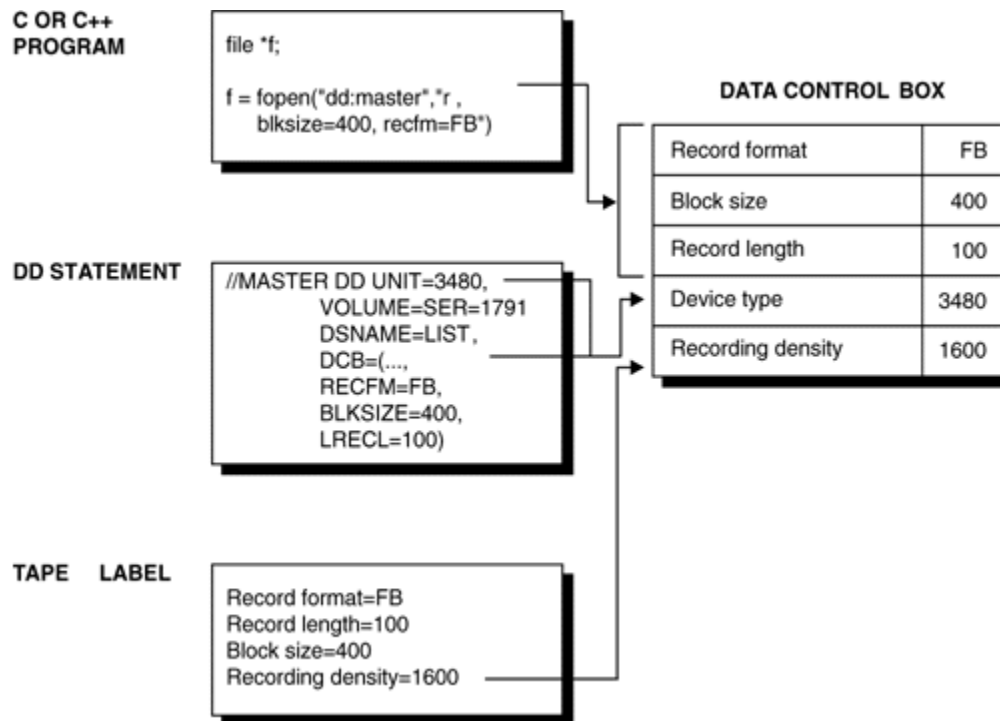 C OR C++
PROGRAM
file *f;
f = fopen("dd:master","r ,
blksize=400, recfm=FB")
DATA CONTROL BOX
Record format FB
Block size 400
Record length 100
Device type 3480
Recording density 1600
DD STATEMENT
//MASTER DD UNIT=3480,
VOLUME=SER=1791
DSNAME=LIST,
DCB=(...,
RECFM=FB,
BLKSIZE=400,
LRECL=100)
TAPE LABEL
Record format=FB
Record length=100
Block size=400
Recording density=1600